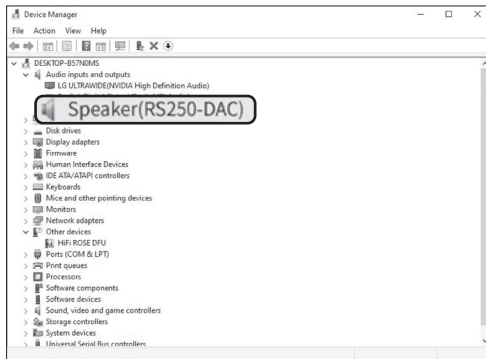 Device Manager
File Action View Help
DESKTOP-B57N0MS
Audio inputs and outputs
LG ULTRAWIDE(NVIDIA High Definition Audio)
Speaker(RS250-DAC)
Disk drives
Display adapters
Firmware
Human Interface Devices
IDE ATA/ATAPI controllers
Keyboards
Mice and other pointing devices
Monitors
Network adapters
Other devices
HiFi ROSE DFU
Ports (COM & LPT)
Print queues
Processors
Software components
Software devices
Sound, video and game controllers
Storage controllers
System devices
Universal Serial Bus controllers